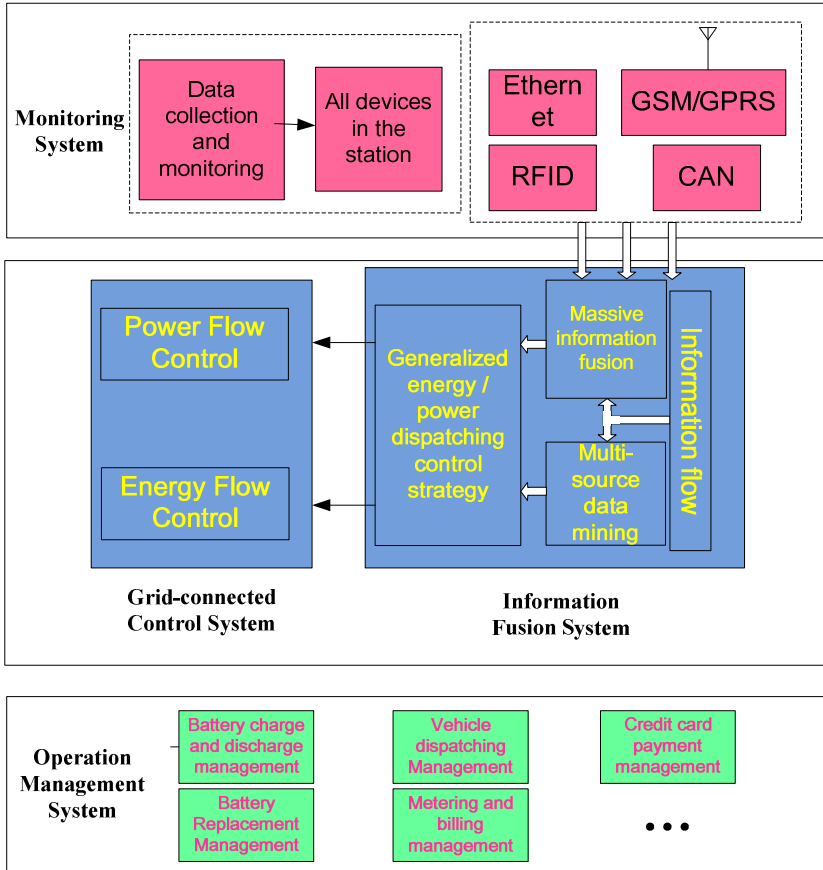 Monitoring
System
Data
collection
and
monitoring
All devices
in the
station
Ethern
et
GSM/GPRS
RFID
CAN
Power Flow
Control
Energy Flow
Control
Generalized
energy /
power
dispatching
control
strategy
Massive
information
fusion
Multi-
source
data
mining
Information flow
Grid-connected
Control System
Information
Fusion System
Operation
Management
System
Battery charge
and discharge
management
Vehicle
dispatching
Management
Credit card
payment
management
Battery
Replacement
Management
Metering and
billing
management
• • •